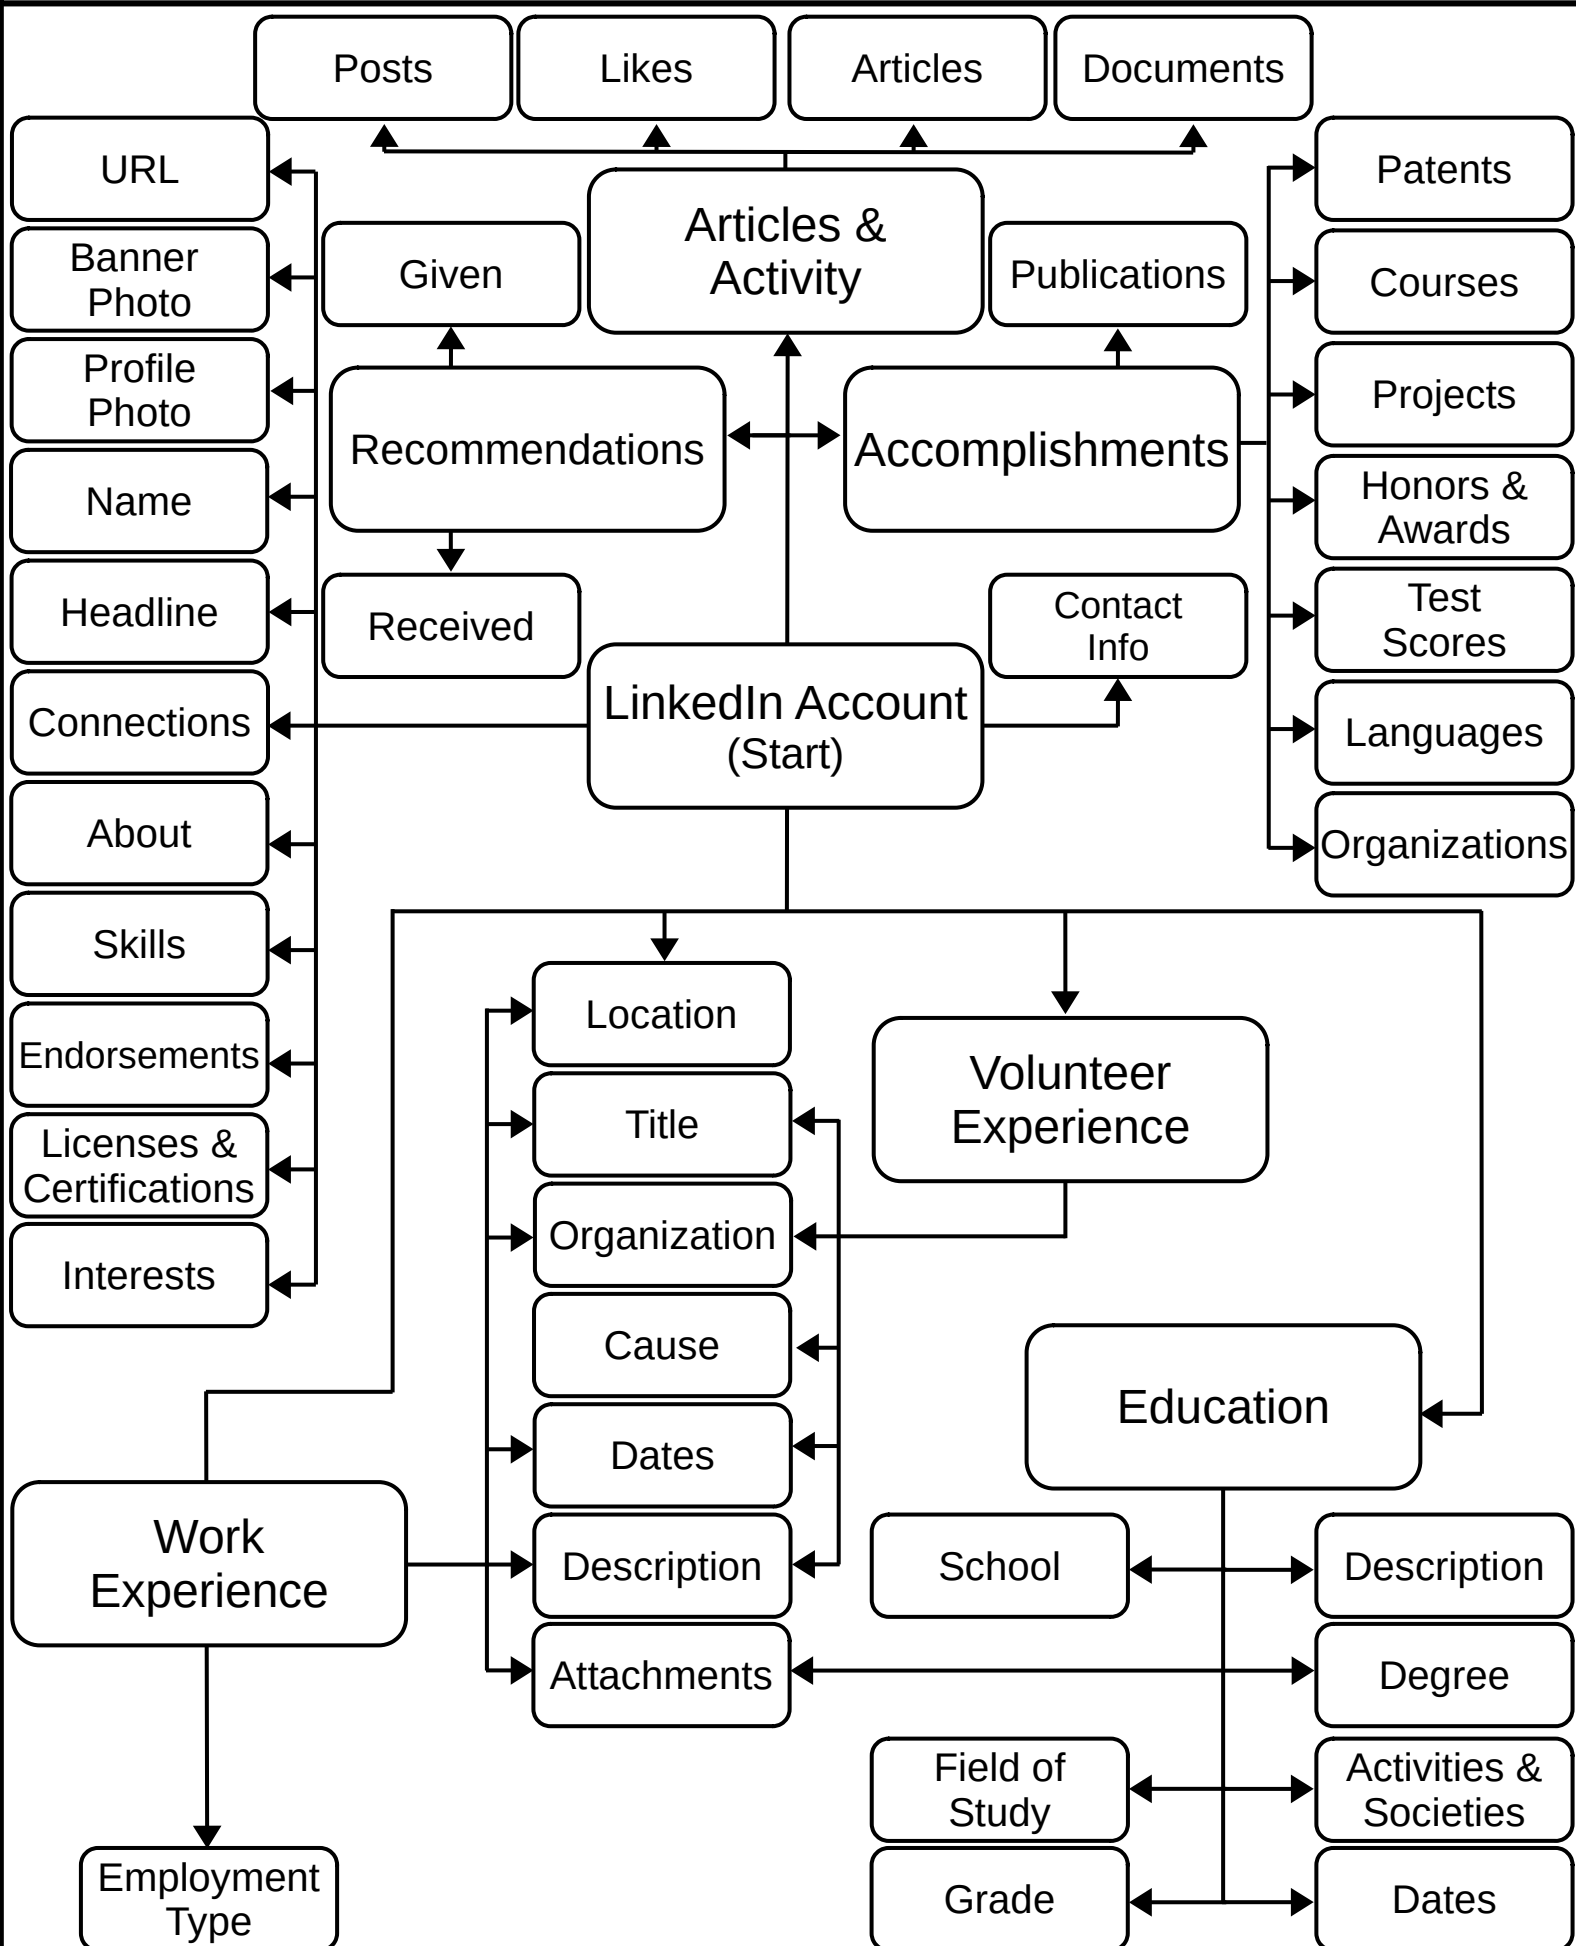 Posts
Likes
Articles
Documents
URL
Banner
Photo
Profile
Photo
Name
Headline
Connections
About
Skills
Endorsements
Licenses &
Certifications
Interests
Given
Recommendations
Received
Articles &
Activity
Publications
Accomplishments
Contact
Info
LinkedIn Account
(Start)
Patents
Courses
Projects
Honors &
Awards
Test
Scores
Languages
Organizations
Location
Title
Organization
Cause
Dates
Description
Attachments
Volunteer
Experience
Education
Work
Experience
Employment
Type
School
Description
Degree
Field of
Study
Activities &
Societies
Grade
Dates